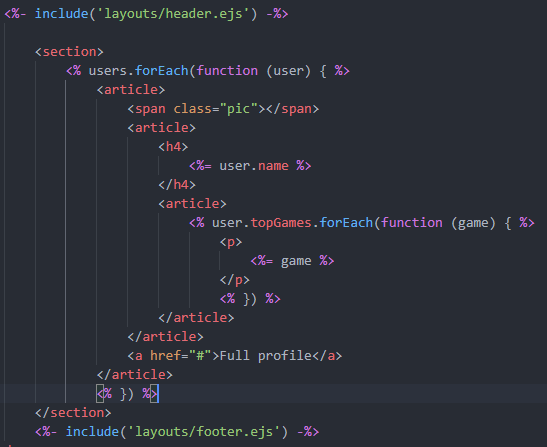 <%- include('layouts/header.ejs') -%>
<section>
<% users.forEach(function (user) { %>
<article>
<span class="pic"></span>
<article>
<h4>
<%= user.name %>
</h4>
<article>
<% user.topGames.forEach(function (game) { %>
<p>
<%= game %>
</p>
<% }) %>
</article>
</article>
<a href="#">Full profile</a>
</article>
<% }) %>
</section>
<%- include('layouts/footer.ejs') -%>